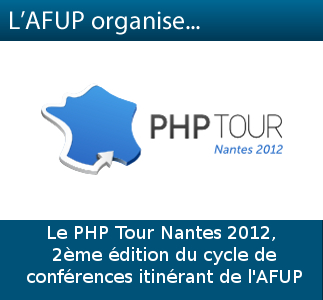 L'AFUP organise...
PHP TOUR
Nantes 2012
Le PHP Tour Nantes 2012,
2ème édition du cycle de
conférences itinérant de l'AFUP